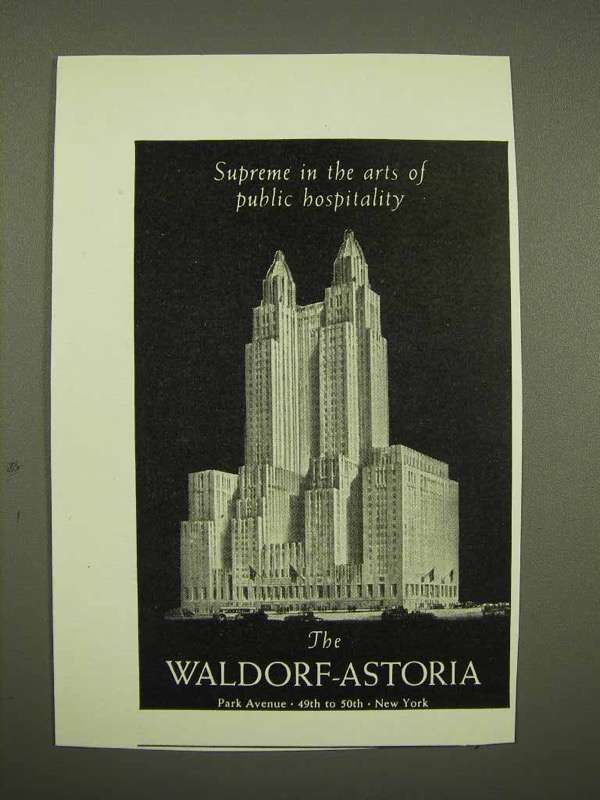 Supreme in the arts of
public hospitality
The
WALDORF-ASTORIA
Park Avenue · 49th to 50th · New York